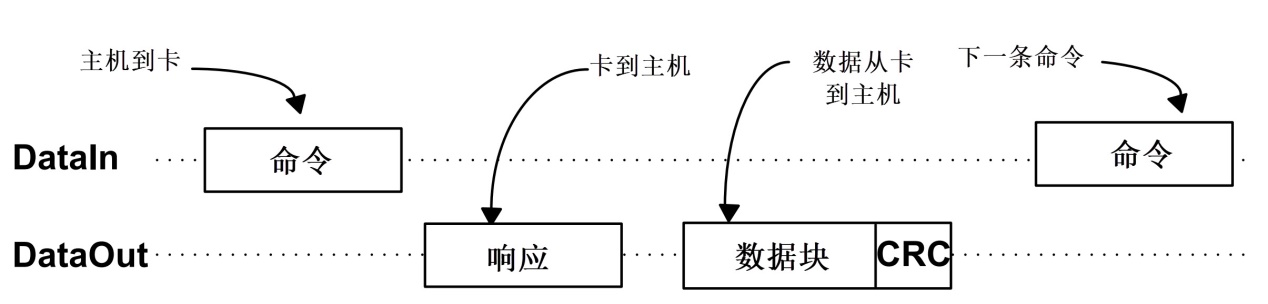 主机到卡
卡到主机
数据从卡
到主机
下一条命令
DataIn
命令
命令
DataOut
响应
数据块
CRC